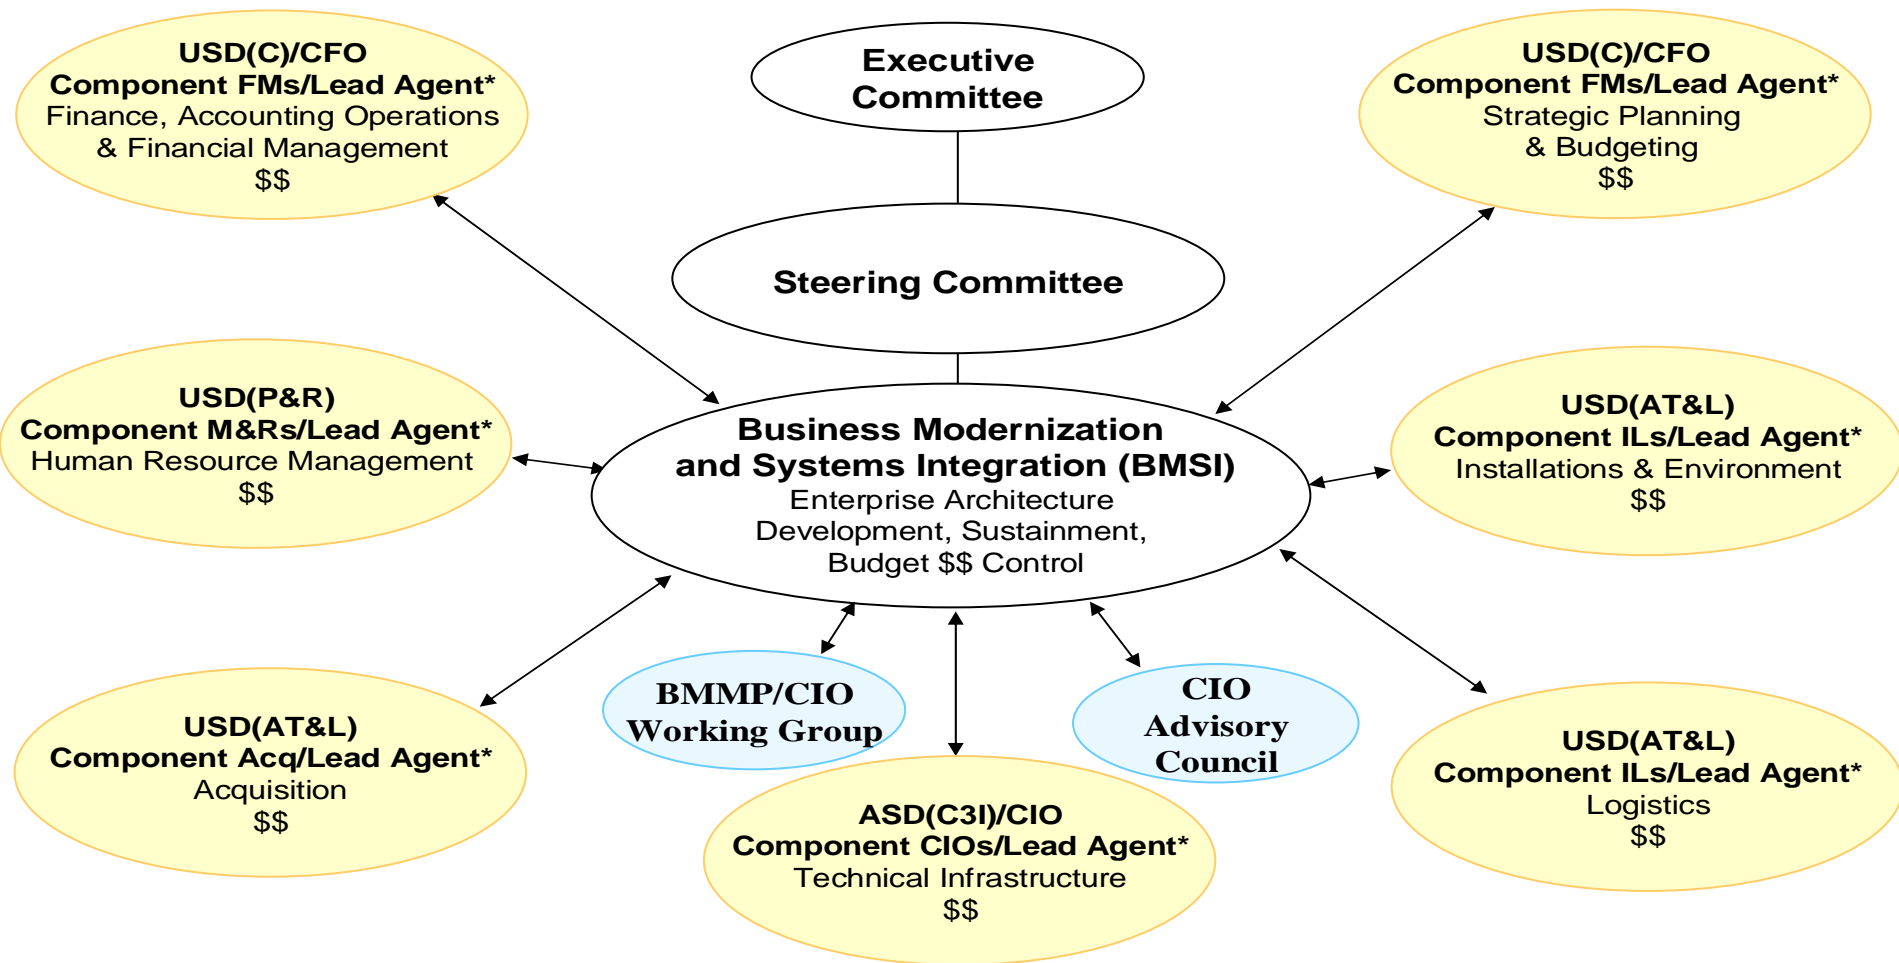 USD(C)/CFO
Component FMs/Lead Agent*
Finance, Accounting Operations
& Financial Management
$$
Executive
Committee
USD(C)/CFO
Component FMs/Lead Agent*
Strategic Planning
& Budgeting
$$
Steering Committee
USD(P&R)
Component M&Rs/Lead Agent*
Human Resource Management
$$
Business Modernization
and Systems Integration (BMSI)
Enterprise Architecture
Development, Sustainment,
Budget $$ Control
USD(AT&L)
Component ILs/Lead Agent*
Installations & Environment
$$
USD(AT&L)
Component Acq/Lead Agent*
Acquisition
$$
BMMP/CIO
Working Group
CIO
Advisory
Council
USD(AT&L)
Component ILs/Lead Agent*
Logistics
$$
ASD(C3I)/CIO
Component CIOs/Lead Agent*
Technical Infrastructure
$$